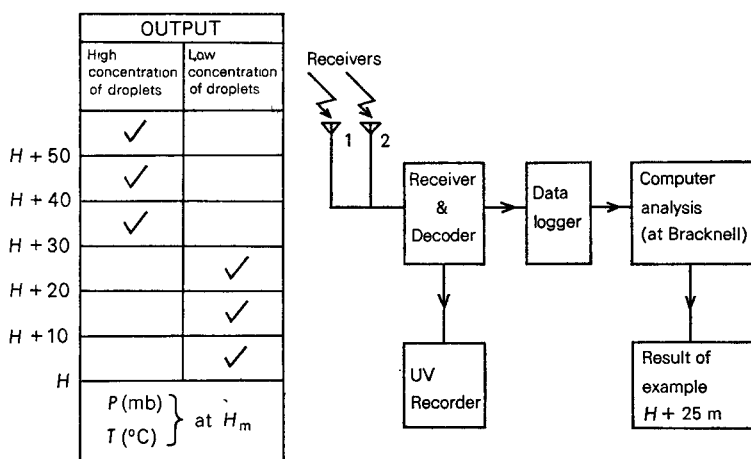 OUTPUT
High concentration of droplets
Low concentration of droplets
✓
H + 50
✓
H + 40
✓
H + 30
✓
H + 20
✓
H + 10
✓
H
P (mb)
T (°C)
} at Hm
Receivers
1
2
Receiver
&
Decoder
Data
logger
Computer
analysis
(at Bracknell)
UV
Recorder
Result of
example
H + 25 m